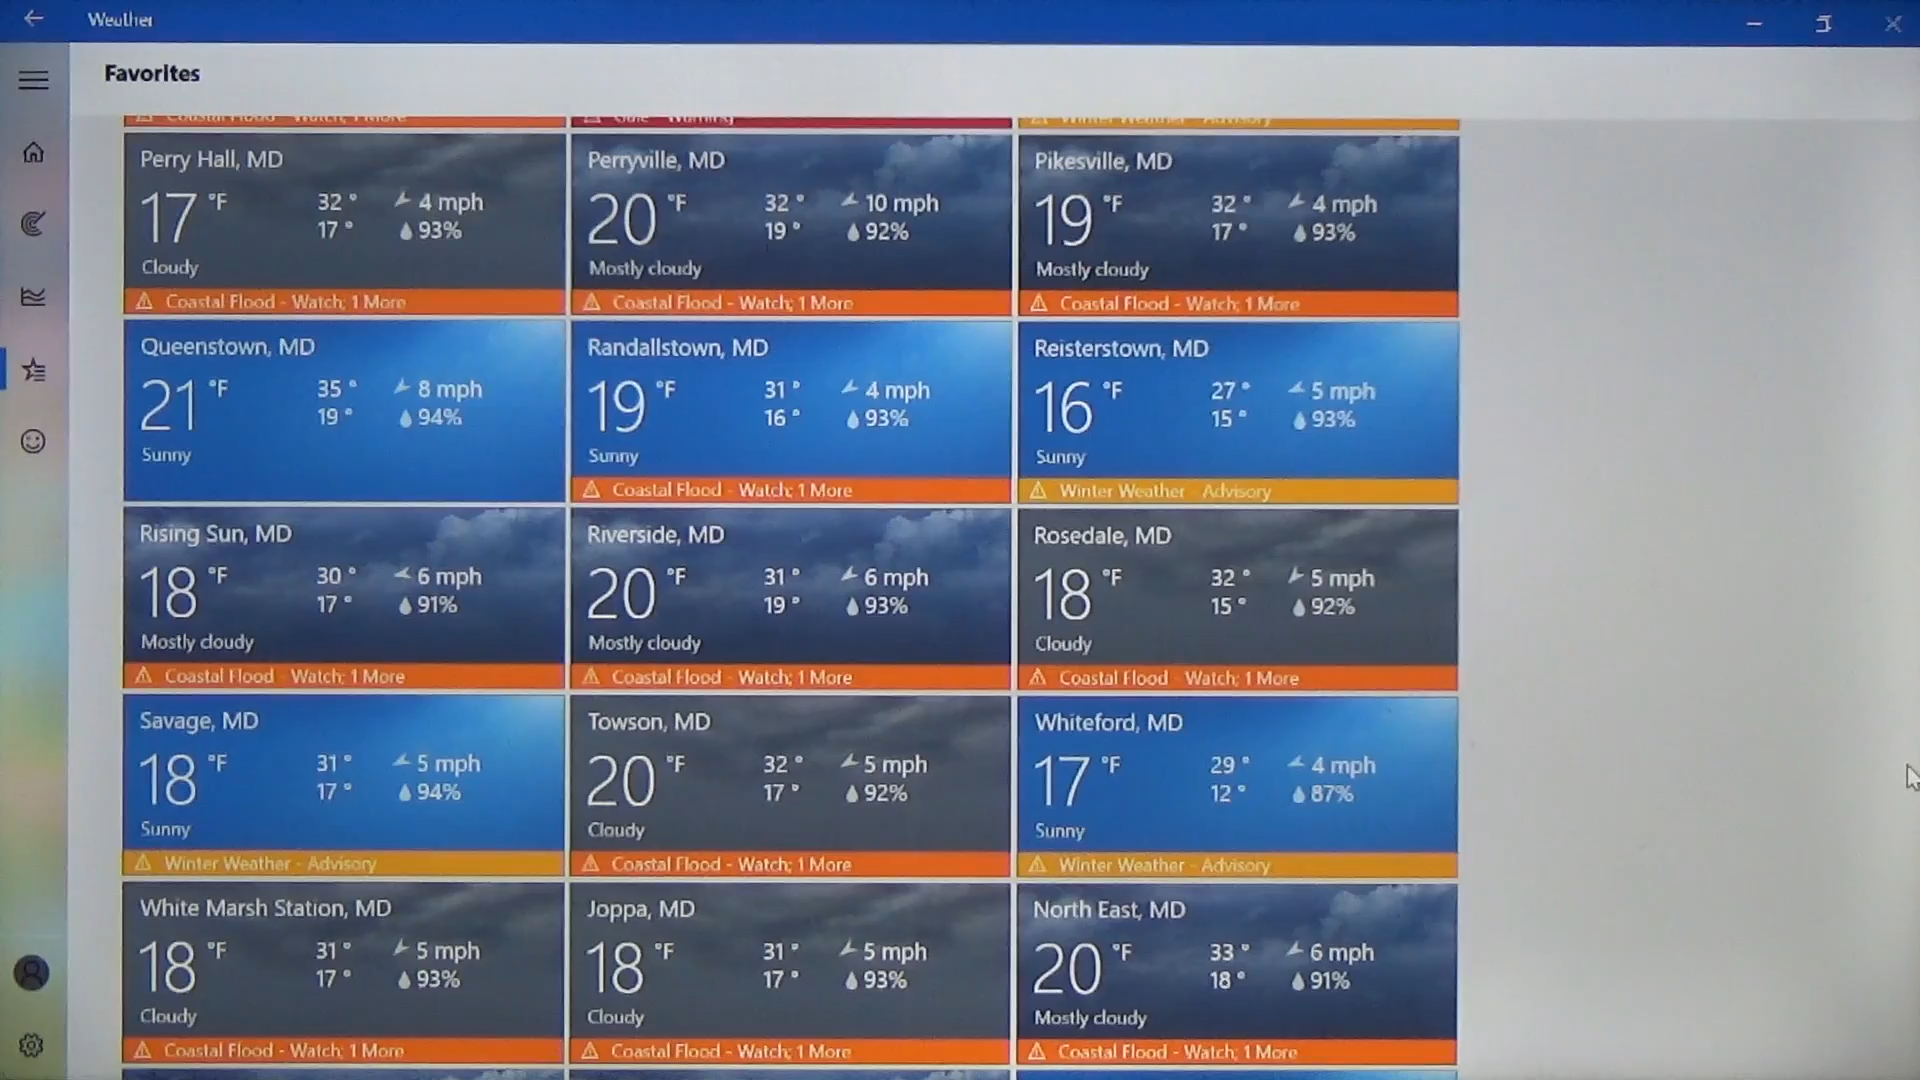 Weather
Favorites
Coastal Flood - Watch; 1 More
Gale - Warning
Winter Weather - Advisory
Perry Hall, MD
17 °F 32 ° 4 mph
17 ° 93%
Cloudy
Coastal Flood - Watch; 1 More
Perryville, MD
20 °F 32 ° 10 mph
19 ° 92%
Mostly cloudy
Coastal Flood - Watch; 1 More
Pikesville, MD
19 °F 32 ° 4 mph
17 ° 93%
Mostly cloudy
Coastal Flood - Watch; 1 More
Queenstown, MD
21 °F 35 ° 8 mph
19 ° 94%
Sunny
Randallstown, MD
19 °F 31 ° 4 mph
16 ° 93%
Sunny
Coastal Flood - Watch; 1 More
Reisterstown, MD
16 °F 27 ° 5 mph
15 ° 93%
Sunny
Winter Weather - Advisory
Rising Sun, MD
18 °F 30 ° 6 mph
17 ° 91%
Mostly cloudy
Coastal Flood - Watch; 1 More
Riverside, MD
20 °F 31 ° 6 mph
19 ° 93%
Mostly cloudy
Coastal Flood - Watch; 1 More
Rosedale, MD
18 °F 32 ° 5 mph
15 ° 92%
Cloudy
Coastal Flood - Watch; 1 More
Savage, MD
18 °F 31 ° 5 mph
17 ° 94%
Sunny
Winter Weather - Advisory
Towson, MD
20 °F 32 ° 5 mph
17 ° 92%
Cloudy
Coastal Flood - Watch; 1 More
Whiteford, MD
17 °F 29 ° 4 mph
12 ° 87%
Sunny
Winter Weather - Advisory
White Marsh Station, MD
18 °F 31 ° 5 mph
17 ° 93%
Cloudy
Coastal Flood - Watch; 1 More
Joppa, MD
18 °F 31 ° 5 mph
17 ° 93%
Cloudy
Coastal Flood - Watch; 1 More
North East, MD
20 °F 33 ° 6 mph
18 ° 91%
Mostly cloudy
Coastal Flood - Watch; 1 More